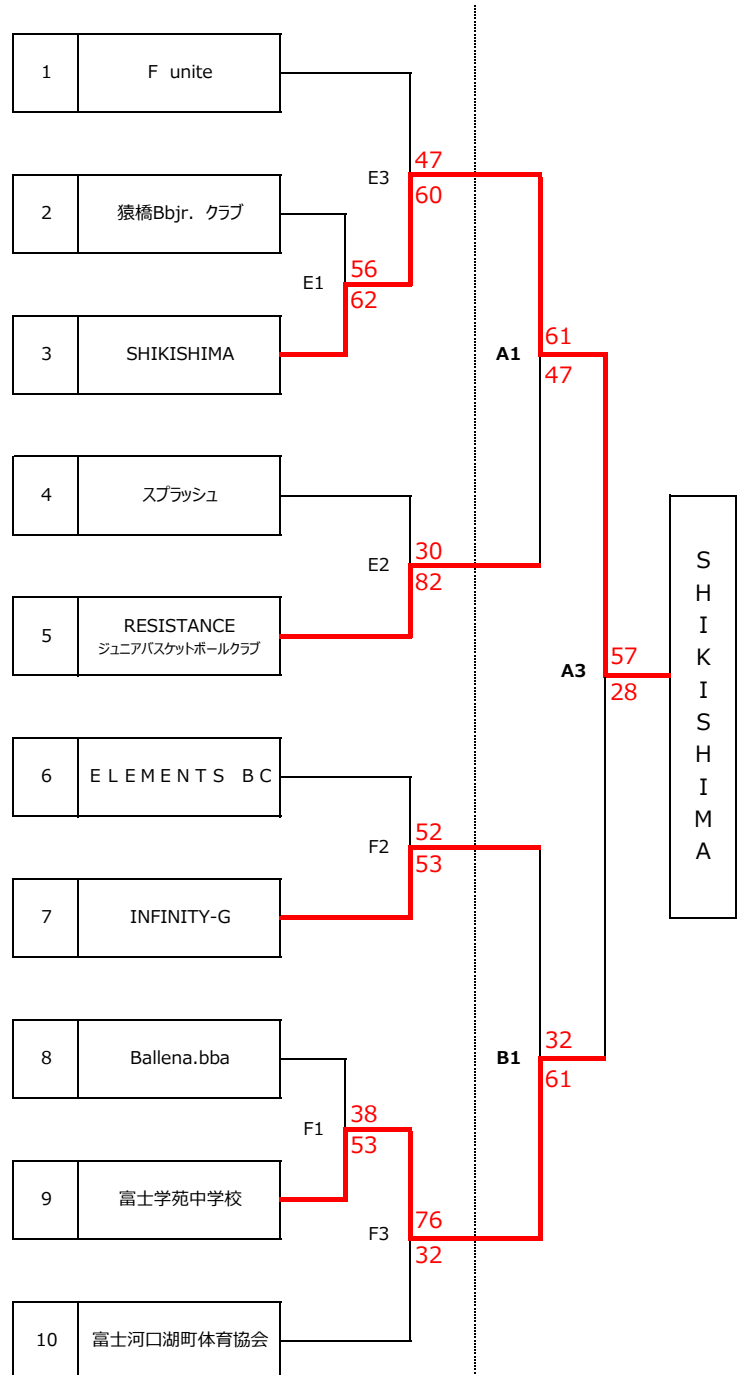 1
F unite
47
E3
60
2
猿橋Bbjr. クラブ
56
E1
62
3
SHIKISHIMA
61
A1
47
4
スプラッシュ
30
E2
82
5
RESISTANCE
ジュニアバスケットボールクラブ
57
A3
28
SHIKISHIMA
6
ＥＬＥＭＥＮＴＳ ＢＣ
52
F2
53
7
INFINITY-G
8
Ballena.bba
32
B1
61
38
F1
53
9
富士学苑中学校
76
F3
32
10
富士河口湖町体育協会